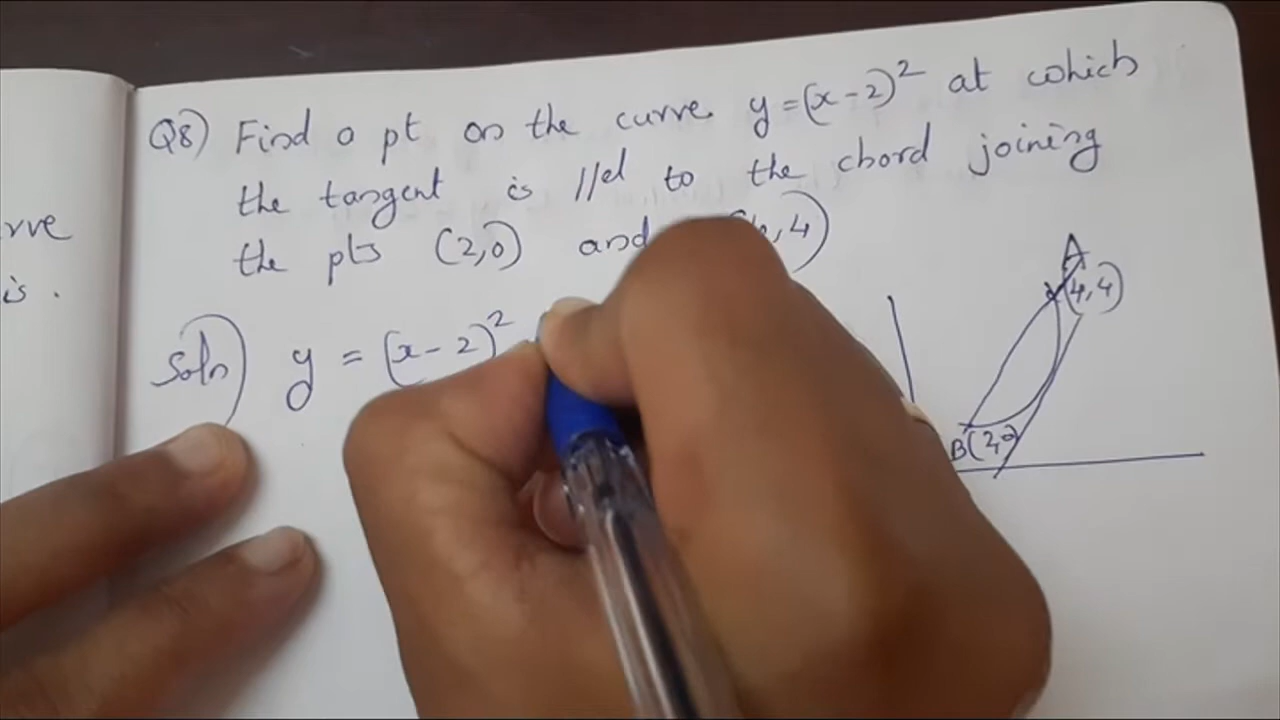 Q8) Find a pt on the curve y=(x-2)² at which
the tangent is //el to the chord joining
the pts (2,0) and ,4)
Soln) y = (x-2)²
A
(4,4)
B(2,0)
rve
is.